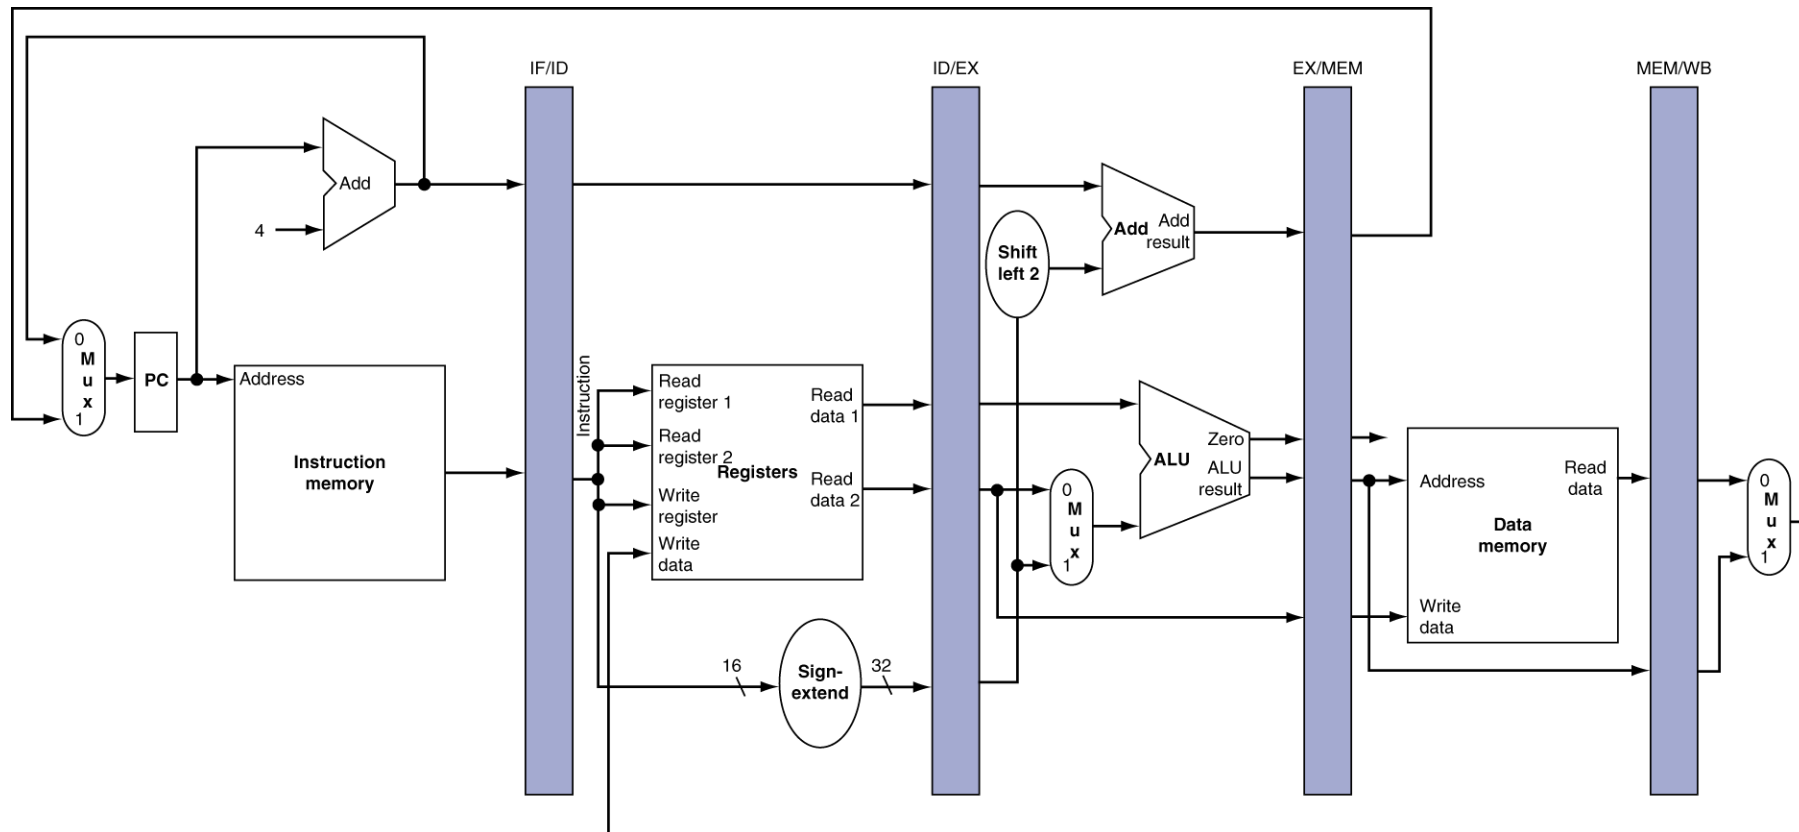 IF/ID
ID/EX
EX/MEM
MEM/WB
Add
4
Shift
left 2
Add
Add
result
0
M
u
x
1
PC
Address
Instruction
memory
Instruction
Read
register 1
Read
register 2
Write
register
Write
data
Registers
Read
data 1
Read
data 2
16
Sign-
extend
32
0
M
u
x
1
ALU
Zero
ALU
result
Address
Read
data
Data
memory
Write
data
0
M
u
x
1